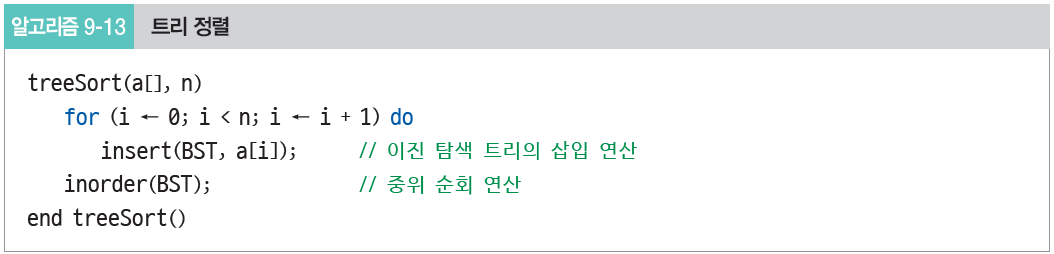 알고리즘 9-13 트리 정렬
treeSort(a[], n)
for (i ← 0; i < n; i ← i + 1) do
insert(BST, a[i]); // 이진 탐색 트리의 삽입 연산
inorder(BST); // 중위 순회 연산
end treeSort()